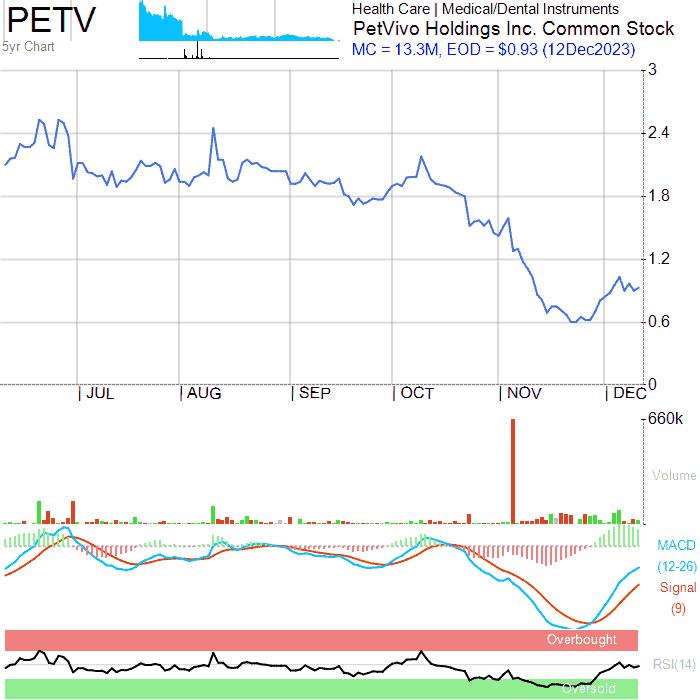 PETV
5yr Chart
Health Care | Medical/Dental Instruments
PetVivo Holdings Inc. Common Stock
MC = 13.3M, EOD = $0.93 (12Dec2023)
3
2.4
1.8
1.2
0.6
0
JUL AUG SEP OCT NOV DEC
660k
Volume
MACD
(12-26)
Signal
(9)
Overbought
RSI(14)
Oversold